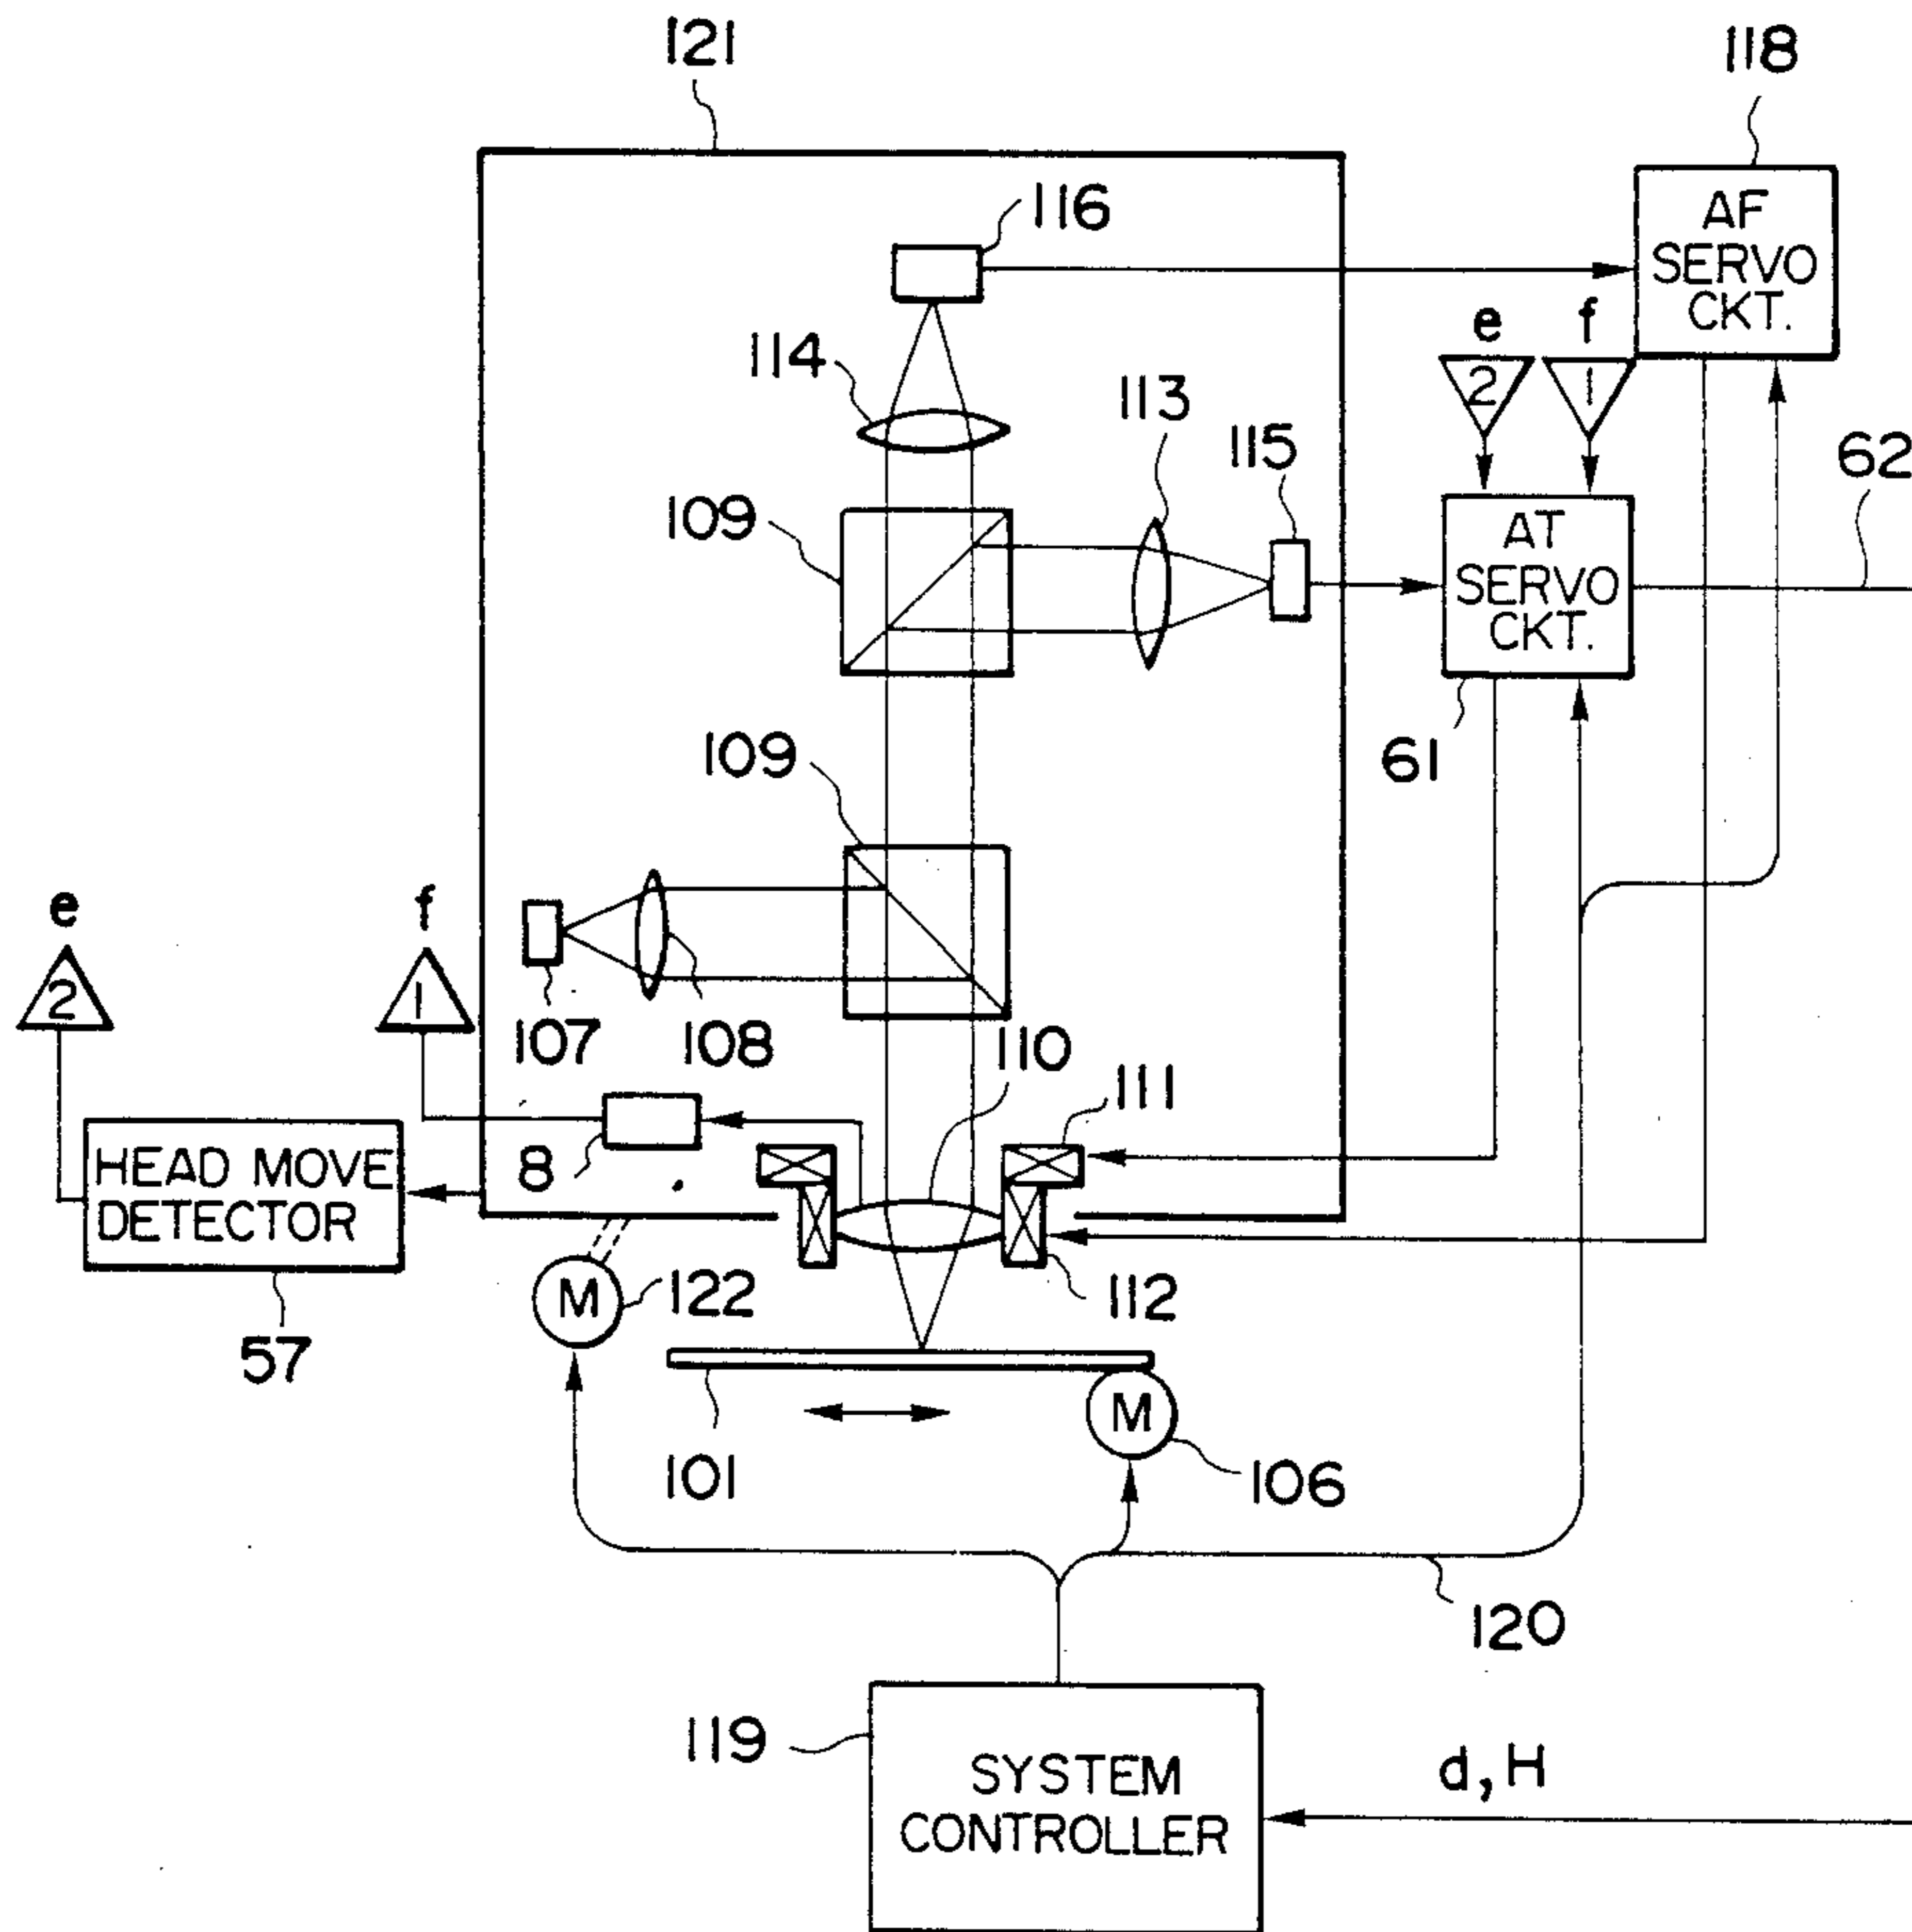 121
118
116
AF
SERVO
CKT.
e
f
2
1
114
113
115
62
109
AT
SERVO
CKT.
109
61
e
f
2
1
107
108
110
111
8
HEAD MOVE
DETECTOR
M
122
112
57
M
101
106
120
119
SYSTEM
CONTROLLER
d, H